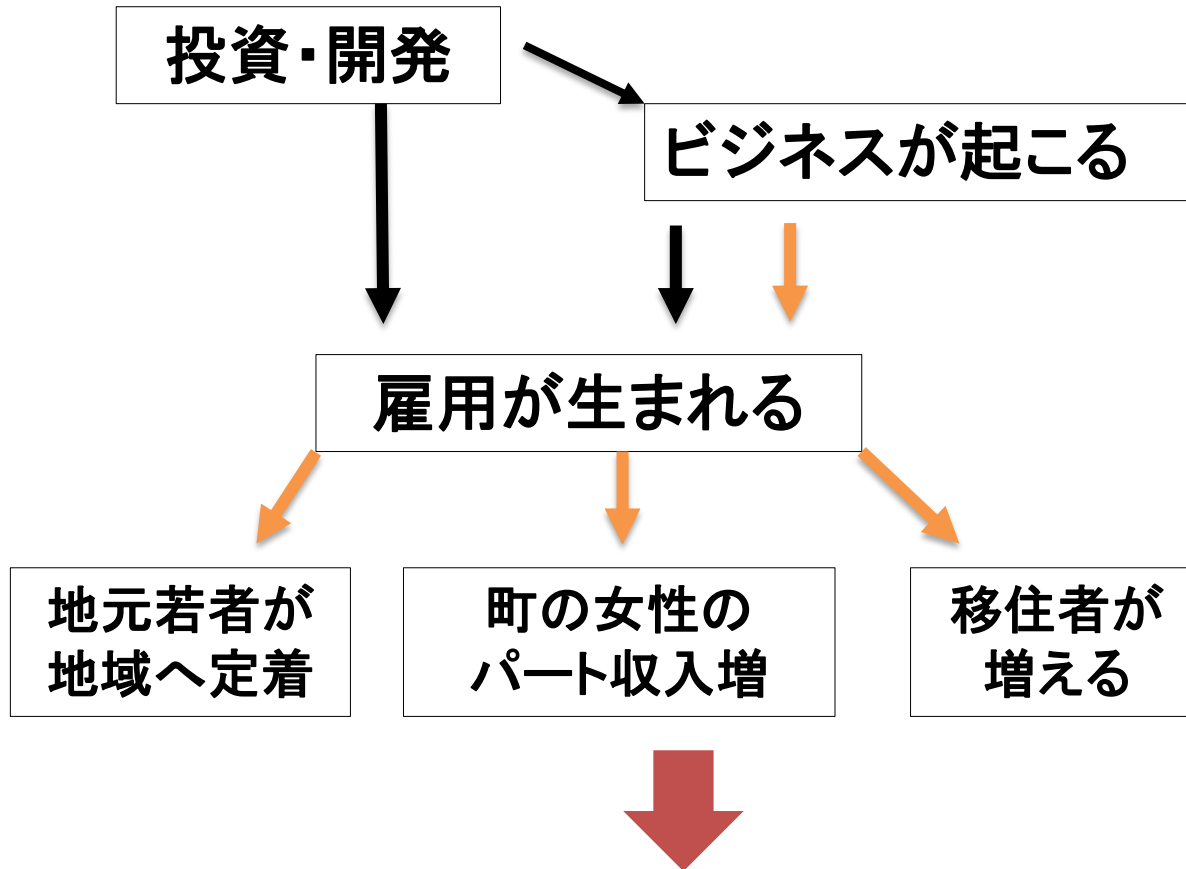 投資・開発
ビジネスが起こる
雇用が生まれる
地元若者が
地域へ定着
町の女性の
パート収入増
移住者が
増える